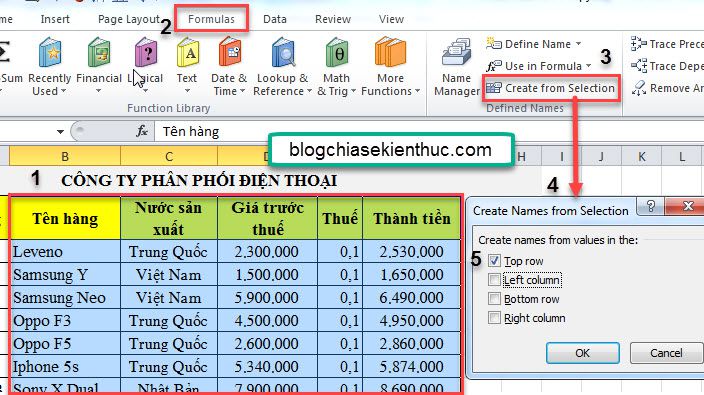 Insert Page Layout 2 Formulas Data Review View
Σ
Sum Recently Used Financial Logical Text Date & Time Lookup & Reference Math & Trig More Functions
Function Library
Name Manager
Define Name
Use in Formula
Create from Selection
Defined Names
3
Trace Prece
Trace Depe
Remove Ar
fx Tên hàng
blogchiasekienthuc.com
B C D H I J K L
1 CÔNG TY PHÂN PHỐI ĐIỆN THOẠI
Tên hàng Nước sản xuất Giá trước thuế Thuế Thành tiền
Leveno Trung Quốc 2,300,000 0,1 2,530,000
Samsung Y Việt Nam 1,500,000 0,1 1,650,000
Samsung Neo Việt Nam 5,900,000 0,1 6,490,000
Oppo F3 Trung Quốc 4,500,000 0,1 4,950,000
Oppo F5 Trung Quốc 2,600,000 0,1 2,860,000
Iphone 5s Trung Quốc 5,340,000 0,1 5,874,000
Sony X Dual Nhật Bản 7,900,000 0,1 8,690,000
4
Create Names from Selection ?
Create names from values in the:
5 Top row
Left column
Bottom row
Right column
OK Cancel